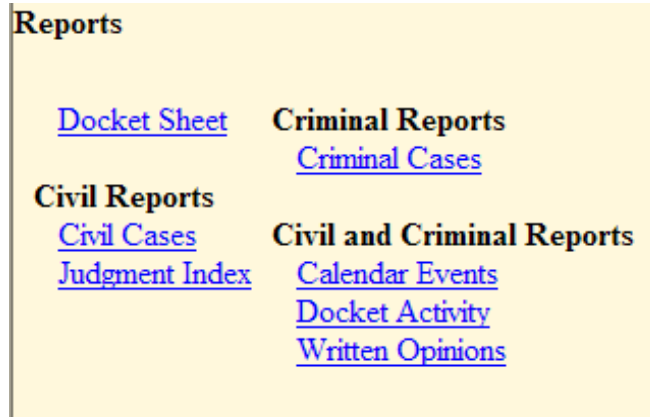 Reports
Docket Sheet
Civil Reports
Civil Cases
Judgment Index
Criminal Reports
Criminal Cases
Civil and Criminal Reports
Calendar Events
Docket Activity
Written Opinions